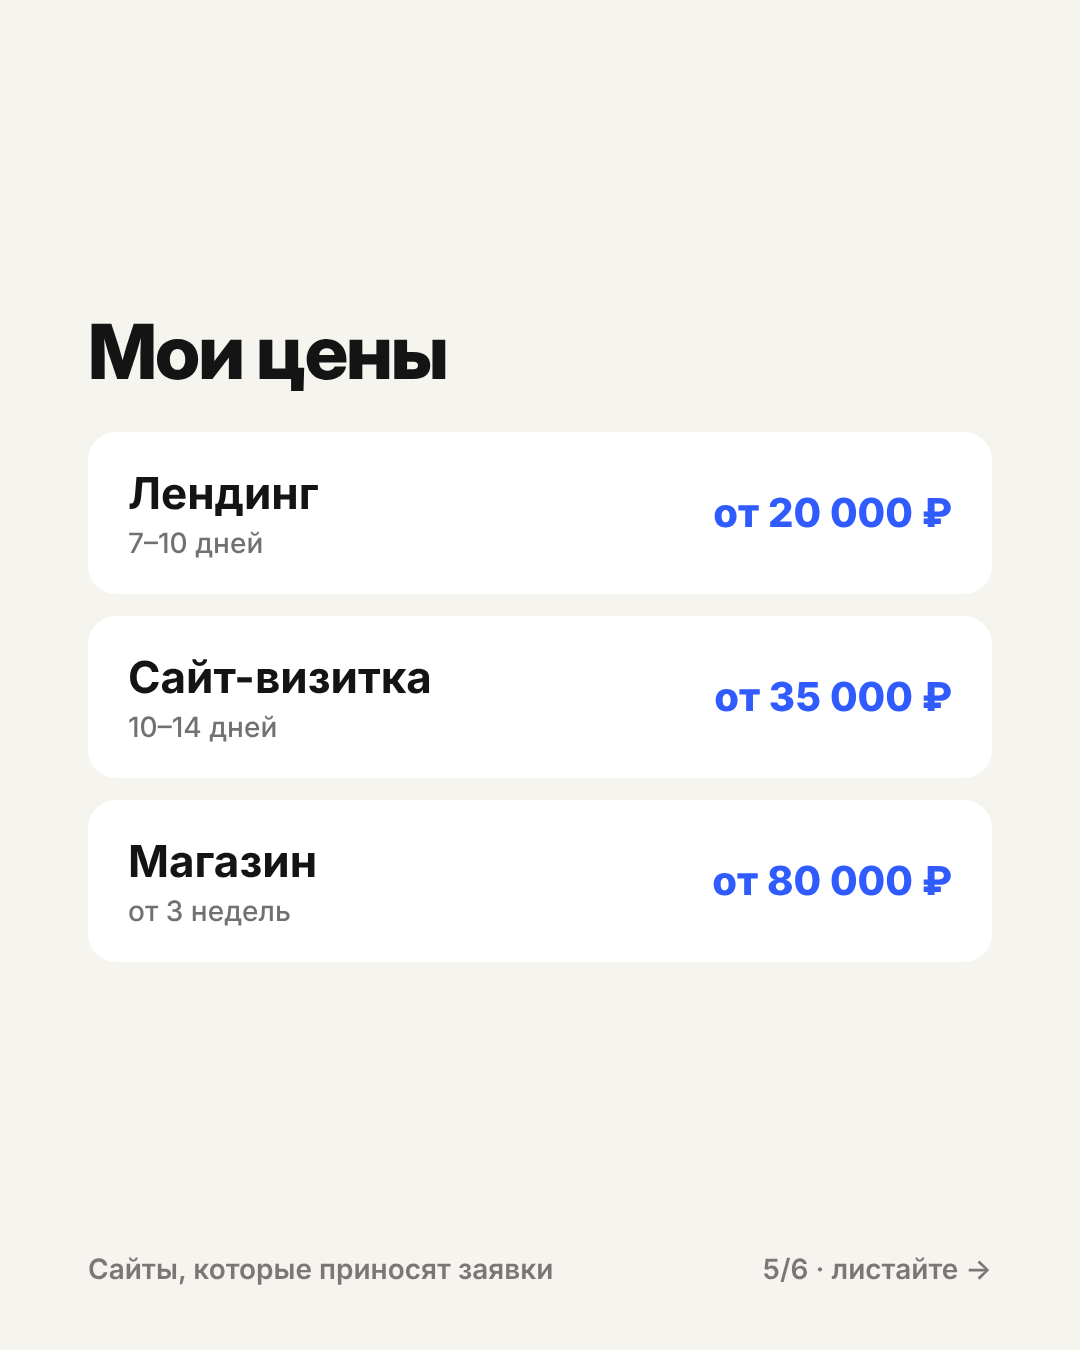 Мои цены
Лендинг
7–10 дней
от 20 000 ₽
Сайт-визитка
10–14 дней
от 35 000 ₽
Магазин
от 3 недель
от 80 000 ₽
Сайты, которые приносят заявки
5/6 · листайте →